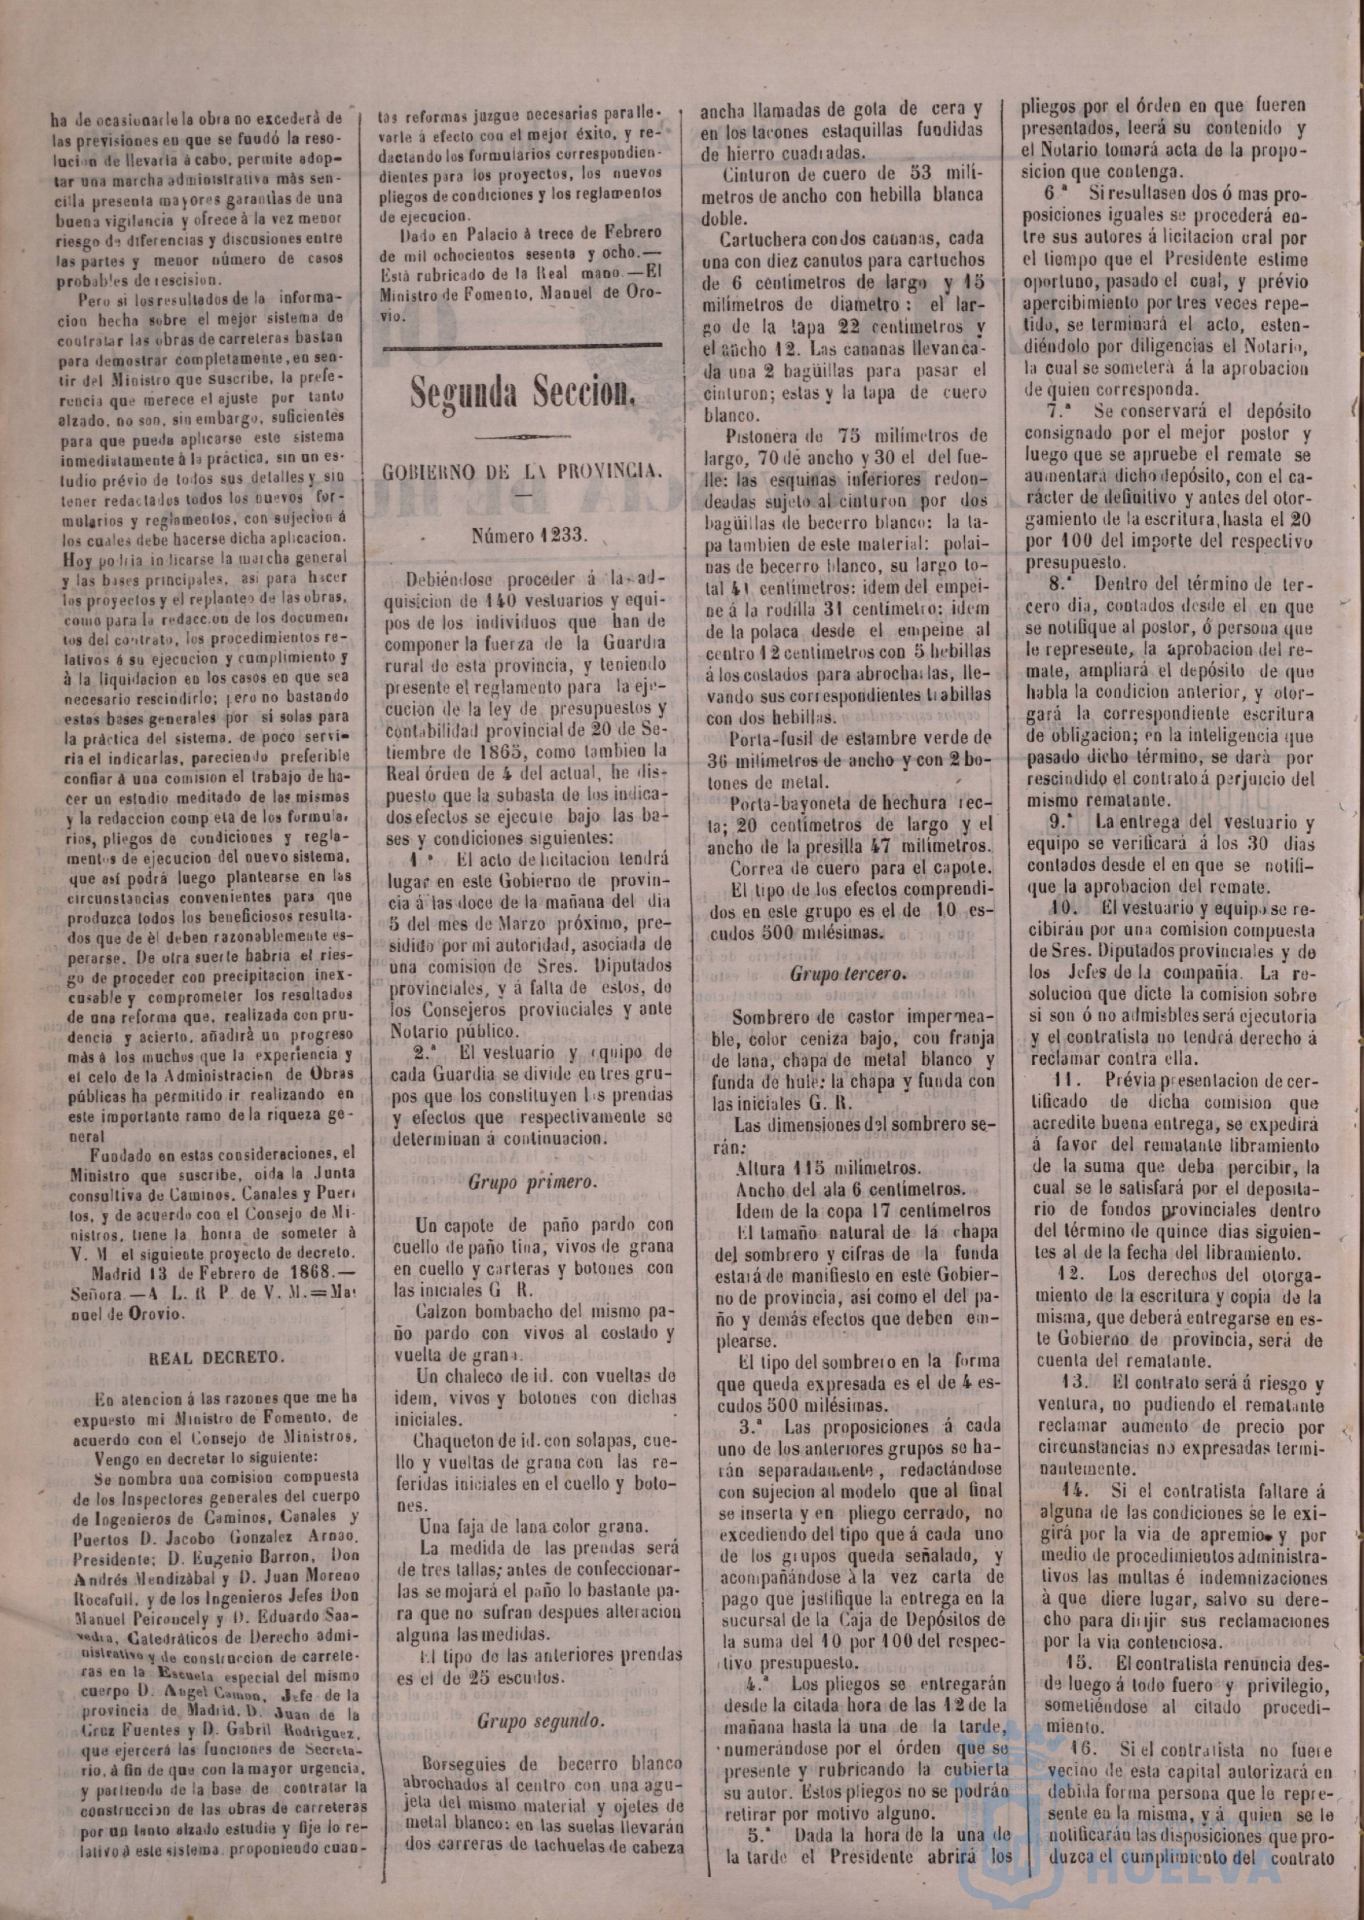 ha de ocasionarle la obra no excederà de
las previsiones en que se fundó la reso-
lucion de llevarla à cabo, permite adop-
tar una marcha administrativa màs sen-
cilla presenta mayores garantìas de una
buena vigilancia y ofrece à la vez menor
riesgo de diferencias y discusiones entre
las partes y menor número de casos
probables de rescision.
Pero si los resultados de la informa-
cion hecha sobre el mejor sistema de
contratar las obras de carreteras bastan
para demostrar completamente, en sen-
tir del Ministro que suscribe, la prefe-
rencia que merece el ajuste por tanto
alzado, no son, sin embargo, suficientes
para que pueda aplicarse este sistema
inmediatamente à la pràctica, sin un es-
tudio prévio de todos sus detalles y sin
tener redactados todos los nuevos for-
mularios y reglamentos, con sujecion á
los cuales debe hacerse dicha aplicacion.
Hoy podria indicarse la marcha general
y las bases principales, asi para hacer
los proyectos y el replanteo de las obras,
como para la redaccion de los documen
tos del contrato, los procedimientos re-
lativos á su ejecucion y cumplimiento y
à la liquidacion en los casos en que sea
necesario rescindirlo; pero no bastando
estas bases generales por sí solas para
la pràctica del sistema, de poco servi-
ria el indicarlas, pareciendo preferible
confiar à una comision el trabajo de ha-
cer un estudio meditado de las mismas
y la redaccion completa de los formula-
rios, pliegos de condiciones y regla-
mentos de ejecucion del nuevo sistema,
que así podrá luego plantearse en las
circunstancias convenientes para que
produzca todos los beneficiosos resulta-
dos que de èl deben razonablemente es-
perarse. De otra suerte habria el ries-
go de proceder con precipitacion inex-
cusable y comprometer los resultados
de una reforma que, realizada con pru-
dencia y acierto, añadirà un progreso
màs à los muchos que la experiencia y
el celo de la Administracion de Obras
públicas ha permitido ir realizando en
este importante ramo de la riqueza ge-
neral
Fundado en estas consideraciones, el
Ministro que suscribe, oida la Junta
consultiva de Caminos, Canales y Puer
tos, y de acuerdo con el Consejo de Mi-
nistros, tiene la honra de someter à
V. M el siguiente proyecto de decreto.
Madrid 13 de Febrero de 1868.—
Señora.—A L. R P. de V. M.=Ma-
nuel de Orovio.
REAL DECRETO.
En atencion á las razones que me ha
expuesto mi Ministro de Fomento, de
acuerdo con el Consejo de Ministros,
Vengo en decretar lo siguiente:
Se nombra una comision compuesta
de los Inspectores generales del cuerpo
de Ingenieros de Caminos, Canales y
Puertos D. Jacobo Gonzalez Arnao,
Presidente; D. Eugenio Barron, Don
Andrés Mendizàbal y D. Juan Moreno
Rocafull, y de los Ingenieros Jefes Don
Manuel Peironcely y D. Eduardo Saa-
vedra, Catedráticos de Derecho admi-
nistrativo y de construccion de carrete-
ras en la Escuela especial del mismo
cuerpo D. Angel Camon, Jefe de la
provincia de Madrid, D. Juan de la
Cruz Fuentes y D. Gabril Rodriguez,
que ejercerá las funciones de Secreta-
rio, á fin de que con la mayor urgencia,
y partiendo de la base de contratar la
construccion de las obras de carreteras
por un tanto alzado estudie y fije lo re-
lativo à este sistema, proponiendo cuan-
tas reformas juzgue necesarias para lle-
varle á efecto con el mejor éxito, y re-
dactando los formularios correspondien-
dientes para los proyectos, los nuevos
pliegos de condiciones y los reglamentos
de ejecucion.
Dado en Palacio à trece de Febrero
de mil ochocientos sesenta y ocho.—
Està rubricado de la Real mano.—El
Ministro de Fomento, Manuel de Oro-
vio.
Segunda Seccion.
GOBIERNO DE LA PROVINCIA.
Número 1233.
Debiéndose proceder á la ad-
quisicion de 140 vestuarios y equi-
pos de los individuos que han de
componer la fuerza de la Guardia
rural de esta provincia, y teniendo
presente el reglamento para la eje-
cucion de la ley de presupuestos y
contabilidad provincial de 20 de Se-
tiembre de 1865, como tambien la
Real órden de 4 del actual, he dis-
puesto que la subasta de los indica-
dos efectos se ejecute bajo las ba-
ses y condiciones siguientes:
1.ª El acto de licitacion tendrá
lugar en este Gobierno de provin-
cia á las doce de la mañana del dia
5 del mes de Marzo próximo, pre-
sidido por mi autoridad, asociada de
una comision de Sres. Diputados
provinciales, y á falta de estos, de
los Consejeros provinciales y ante
Notario público.
2.ª El vestuario y equipo de
cada Guardia se divide en tres gru-
pos que los constituyen las prendas
y efectos que respectivamente se
determinan á continuacion.
Grupo primero.
Un capote de paño pardo con
cuello de paño tina, vivos de grana
en cuello y carteras y botones con
las iniciales G R.
Calzon bombacho del mismo pa-
ño pardo con vivos al costado y
vuelta de grana.
Un chaleco de id. con vueltas de
idem, vivos y botones con dichas
iniciales.
Chaqueton de id. con solapas, cue-
llo y vueltas de grana con las re-
feridas iniciales en el cuello y boto-
nes.
Una faja de lana color grana.
La medida de las prendas será
de tres tallas; antes de confeccionar-
las se mojará el paño lo bastante pa-
ra que no sufran despues alteracion
alguna las medidas.
El tipo de las anteriores prendas
es el de 25 escudos.
Grupo segundo.
Borseguies de becerro blanco
abrochados al centro con una agu-
jeta del mismo material y ojetes de
metal blanco: en las suelas llevarán
dos carreras de tachuelas de cabeza
ancha llamadas de gota de cera y
en los tacones estaquillas fundidas
de hierro cuadradas.
Cinturon de cuero de 53 milí-
metros de ancho con hebilla blanca
doble.
Cartuchera con dos cananas, cada
una con diez canutos para cartuchos
de 6 centímetros de largo y 15
milímetros de diametro: el lar-
go de la tapa 22 centímetros y
el ancho 12. Las cananas llevan ca-
da una 2 bagüillas para pasar el
cinturon; estas y la tapa de cuero
blanco.
Pistonera de 75 milímetros de
largo, 70 de ancho y 30 el del fue-
lle: las esquinas inferiores redon-
deadas sujeto al cinturon por dos
bagüillas de becerro blanco: la ta-
pa tambien de este material: polai-
nas de becerro blanco, su largo to-
tal 41 centímetros: idem del empei-
ne á la rodilla 31 centímetro; idem
de la polaca desde el empeine al
centro 12 centímetros con 5 hebillas
á los costados para abrocharlas, lle-
vando sus correspondientes trabillas
con dos hebillas.
Porta-fusil de estambre verde de
36 milímetros de ancho y con 2 bo-
tones de metal.
Porta-bayoneta de hechura rec-
ta; 20 centímetros de largo y el
ancho de la presilla 47 milímetros.
Correa de cuero para el capote.
El tipo de los efectos comprendi-
dos en este grupo es el de 10 es-
cudos 500 milésimas.
Grupo tercero.
Sombrero de castor impermea-
ble, color ceniza bajo, con franja
de lana, chapa de metal blanco y
funda de hule: la chapa y funda con
las iniciales G. R.
Las dimensiones del sombrero se-
rán:
Altura 115 milímetros.
Ancho del ala 6 centímetros.
Idem de la copa 17 centímetros
El tamaño natural de la chapa
del sombrero y cifras de la funda
estará de manifiesto en este Gobier-
no de provincia, así como el del pa-
ño y demás efectos que deben em-
plearse.
El tipo del sombrero en la forma
que queda expresada es el de 4 es-
cudos 500 milésimas.
3.ª Las proposiciones á cada
uno de los anteriores grupos se ha-
rán separadamente, redactándose
con sujecion al modelo que al final
se inserta y en pliego cerrado, no
excediendo del tipo que á cada uno
de los grupos queda señalado, y
acompañándose à la vez carta de
pago que justifique la entrega en la
sucursal de la Caja de Depósitos de
la suma del 10 por 100 del respec-
tivo presupuesto.
4.ª Los pliegos se entregarán
desde la citada hora de las 12 de la
mañana hasta la una de la tarde,
numerándose por el órden que se
presente y rubricando la cubierta
su autor. Estos pliegos no se podrán
retirar por motivo alguno.
5.ª Dada la hora de la una de
la tarde el Presidente abrirá los
pliegos por el órden en que fueren
presentados, leerá su contenido y
el Notario tomará acta de la propo-
sicion que contenga.
6.ª Si resultasen dos ó mas pro-
posiciones iguales se procederá en-
tre sus autores á licitacion oral por
el tiempo que el Presidente estime
oportuno, pasado el cual, y prévio
apercibimiento por tres veces repe-
tido, se terminará el acto, esten-
diéndolo por diligencias el Notario,
la cual se someterá á la aprobacion
de quien corresponda.
7.ª Se conservará el depósito
consignado por el mejor postor y
luego que se apruebe el remate se
aumentará dicho depósito, con el ca-
rácter de definitivo y antes del otor-
gamiento de la escritura, hasta el 20
por 100 del importe del respectivo
presupuesto.
8.ª Dentro del término de ter-
cero dia, contados desde el en que
se notifique al postor, ó persona que
le represente, la aprobacion del re-
mate, ampliará el depósito de que
habla la condicion anterior, y otor-
gará la correspondiente escritura
de obligacion; en la inteligencia que
pasado dicho término, se dará por
rescindido el contrato á perjuicio del
mismo rematante.
9.ª La entrega del vestuario y
equipo se verificará á los 30 dias
contados desde el en que se notifi-
que la aprobacion del remate.
10. El vestuario y equipo se re-
cibirán por una comision compuesta
de Sres. Diputados provinciales y de
los Jefes de la compañía. La re-
solucion que dicte la comision sobre
si son ó no admisbles será ejecutoria
y el contratista no tendrá derecho á
reclamar contra ella.
11. Prévia presentacion de cer-
tificado de dicha comision que
acredite buena entrega, se expedirá
á favor del rematante libramiento
de la suma que deba percibir, la
cual se le satisfará por el deposita-
rio de fondos provinciales dentro
del término de quince dias siguien-
tes al de la fecha del libramiento.
12. Los derechos del otorga-
miento de la escritura y copia de la
misma, que deberá entregarse en es-
te Gobierno de provincia, será de
cuenta del rematante.
13. El contrato será á riesgo y
ventura, no pudiendo el rematante
reclamar aumento de precio por
circunstancias no expresadas termi-
nantemente.
14. Si el contratista faltare á
alguna de las condiciones se le exi-
girá por la via de apremio y por
medio de procedimientos administra-
tivos las multas é indemnizaciones
à que diere lugar, salvo su dere-
cho para dirijir sus reclamaciones
por la via contenciosa.
15. El contratista renuncia des-
de luego á todo fuero y privilegio,
sometiéndose al citado procedi-
miento.
16. Si el contratista no fuere
vecino de esta capital autorizará en
debida forma persona que le repre-
sente en la misma, y á quien se le
notificarán las disposiciones que pro-
duzca el cumplimiento del contrato
HUELVA